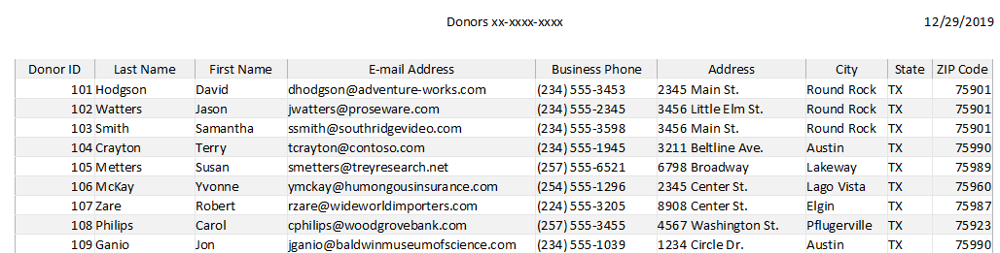 Donors xx-xxxx-xxxx 12/29/2019
Donor ID Last Name First Name E-mail Address Business Phone Address City State ZIP Code
101 Hodgson David dhodgson@adventure-works.com (234) 555-3453 2345 Main St. Round Rock TX 75901
102 Watters Jason jwatters@proseware.com (234) 555-2345 3456 Little Elm St. Round Rock TX 75901
103 Smith Samantha ssmith@southridgevideo.com (234) 555-3598 3456 Main St. Round Rock TX 75901
104 Crayton Terry tcrayton@contoso.com (234) 555-1945 3211 Beltline Ave. Austin TX 75990
105 Metters Susan smetters@treyresearch.net (257) 555-6521 6798 Broadway Lakeway TX 75989
106 McKay Yvonne ymckay@humongousinsurance.com (254) 555-1296 2345 Center St. Lago Vista TX 75960
107 Zare Robert rzare@wideworldimporters.com (224) 555-3205 8908 Center St. Elgin TX 75987
108 Philips Carol cphilips@woodgrovebank.com (257) 555-3455 4567 Washington St. Pflugerville TX 75923
109 Ganio Jon jganio@baldwinmuseumofscience.com (234) 555-1039 1234 Circle Dr. Austin TX 75990